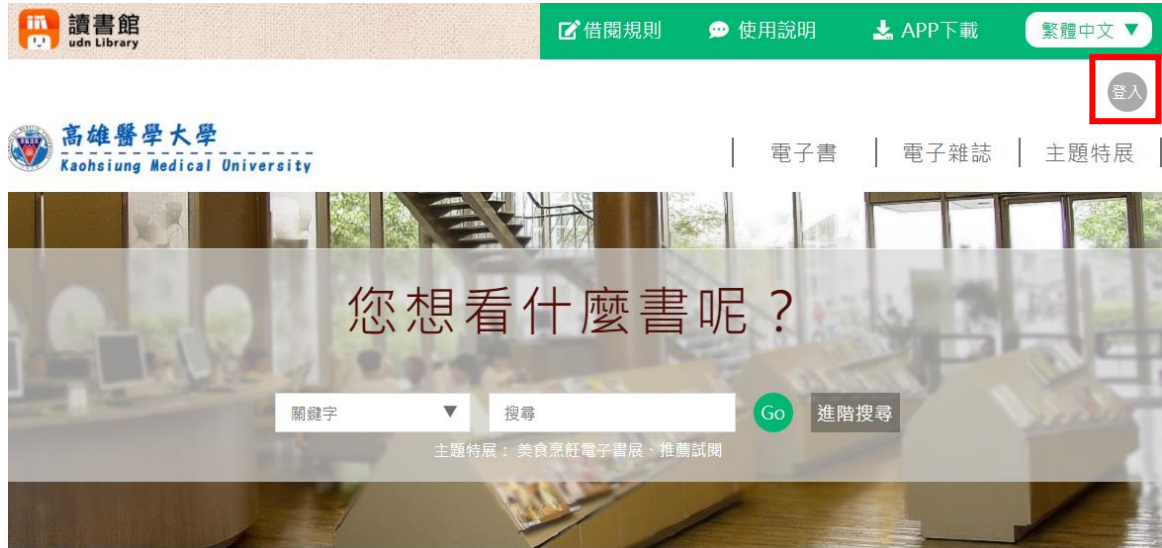 讀書館
udn Library
借閱規則 使用說明 APP下載 繁體中文
登入
高雄醫學大學
Kaohsiung Medical University
電子書 電子雜誌 主題特展
您想看什麼書呢？
關鍵字 搜尋 Go 進階搜尋
主題特展： 美食烹飪電子書展、推薦試閱